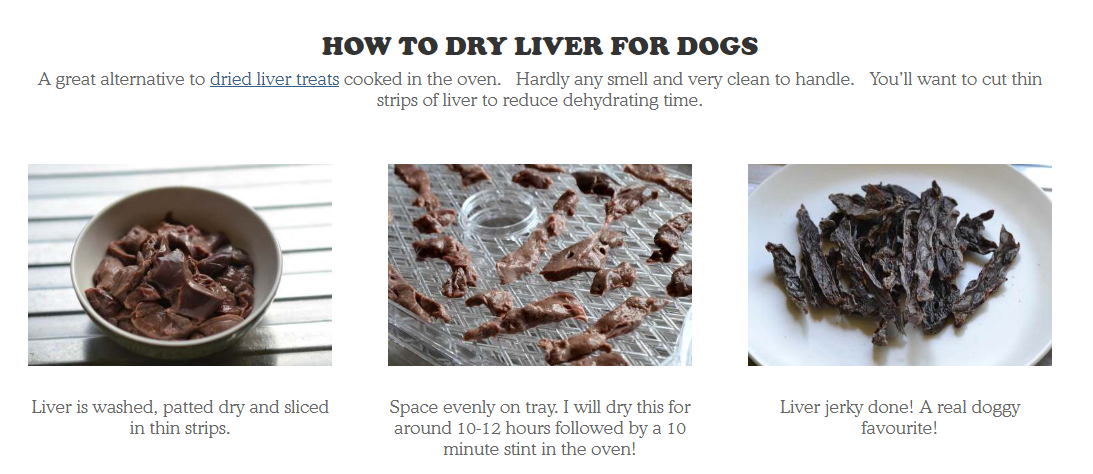 HOW TO DRY LIVER FOR DOGS
A great alternative to dried liver treats cooked in the oven.   Hardly any smell and very clean to handle.   You'll want to cut thin
strips of liver to reduce dehydrating time.
Liver is washed, patted dry and sliced
in thin strips.
Space evenly on tray. I will dry this for
around 10-12 hours followed by a 10
minute stint in the oven!
Liver jerky done! A real doggy
favourite!